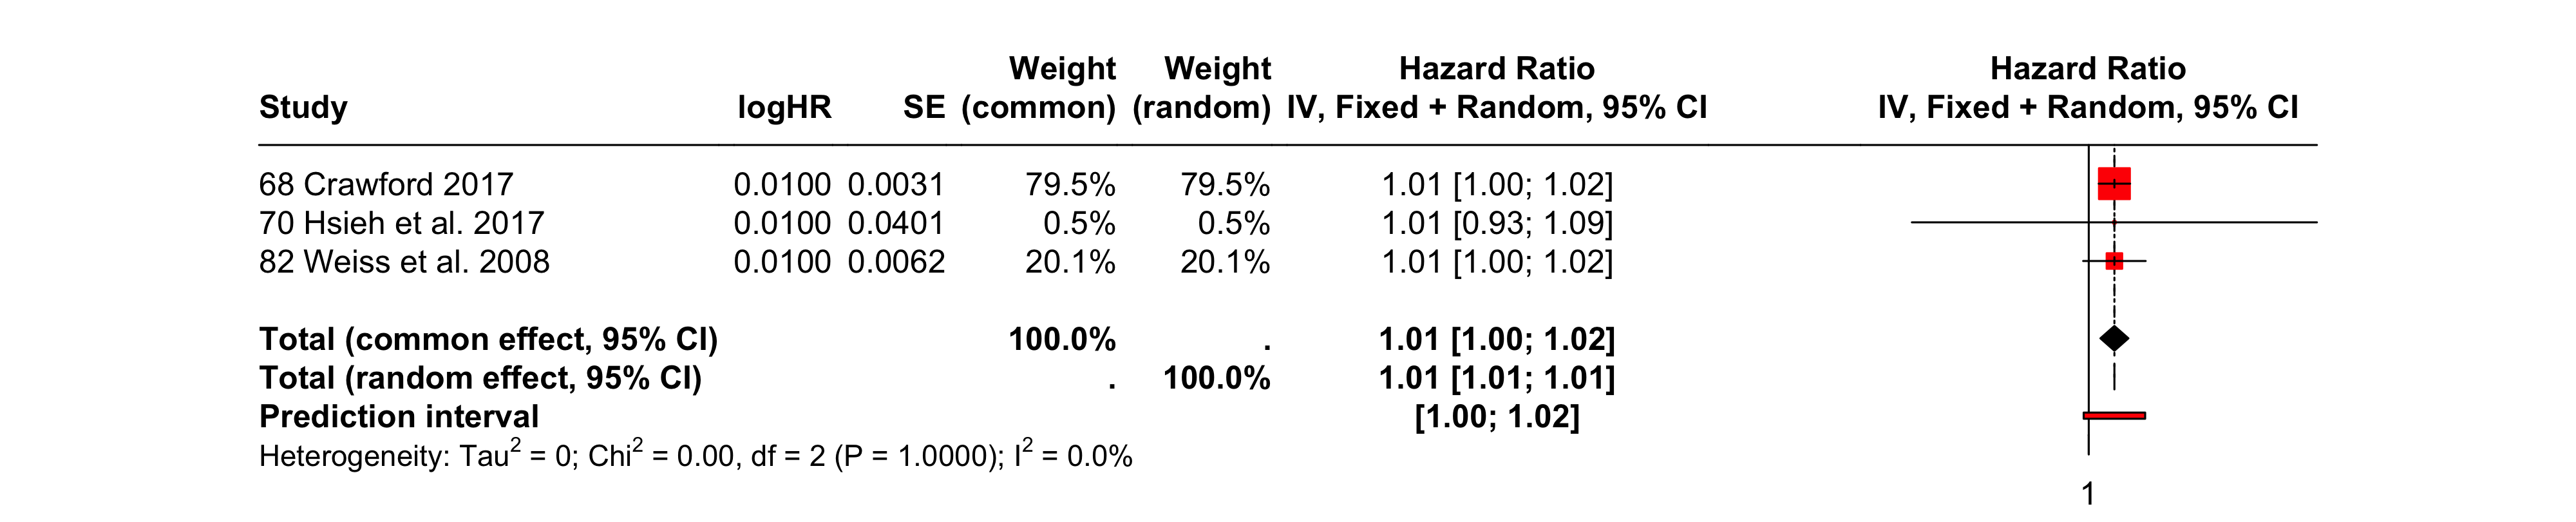 Weight Weight Hazard Ratio Hazard Ratio
Study logHR SE (common) (random) IV, Fixed + Random, 95% CI IV, Fixed + Random, 95% CI
68 Crawford 2017 0.0100 0.0031 79.5% 79.5% 1.01 [1.00; 1.02]
70 Hsieh et al. 2017 0.0100 0.0401 0.5% 0.5% 1.01 [0.93; 1.09]
82 Weiss et al. 2008 0.0100 0.0062 20.1% 20.1% 1.01 [1.00; 1.02]
Total (common effect, 95% CI) 100.0% . 1.01 [1.00; 1.02]
Total (random effect, 95% CI) . 100.0% 1.01 [1.01; 1.01]
Prediction interval [1.00; 1.02]
Heterogeneity: Tau² = 0; Chi² = 0.00, df = 2 (P = 1.0000); I² = 0.0%
1